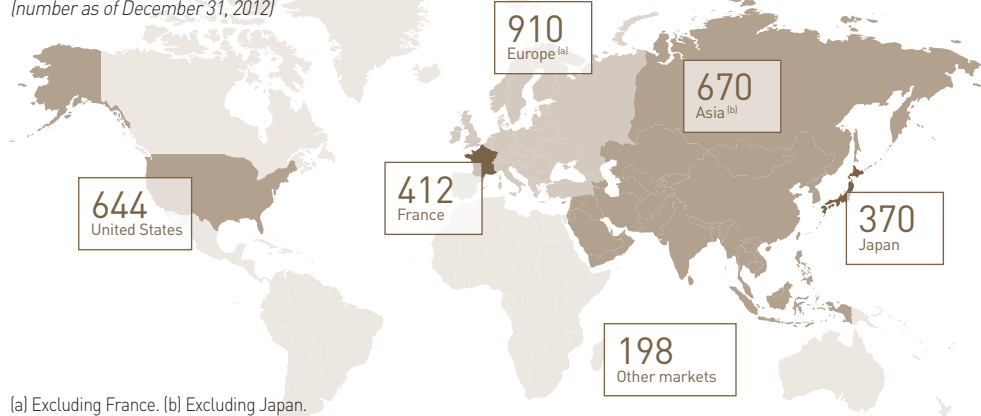 (number as of December 31, 2012)
910
Europe (a)
670
Asia (b)
644
United States
412
France
370
Japan
198
Other markets
(a) Excluding France. (b) Excluding Japan.